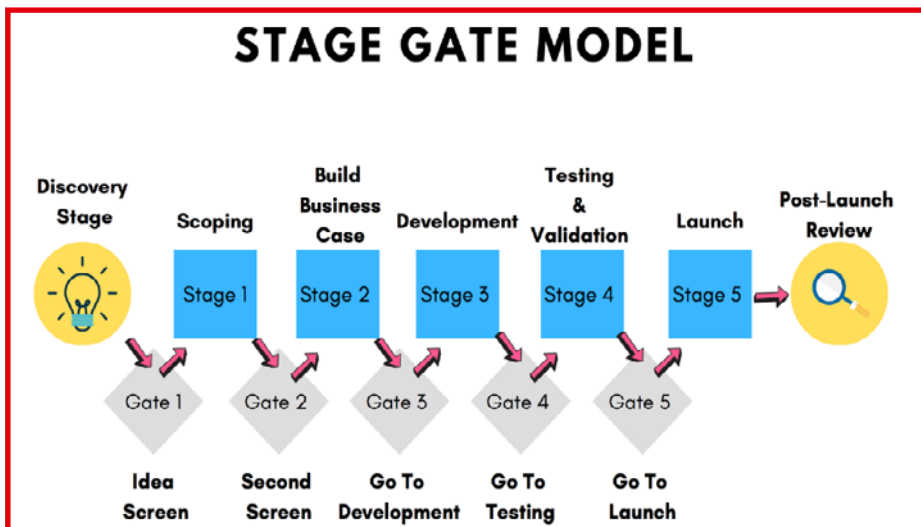 STAGE GATE MODEL
Discovery
Stage
Scoping
Build
Business
Case
Development
Testing
&
Validation
Launch
Post-Launch
Review
Stage 1
Stage 2
Stage 3
Stage 4
Stage 5
Gate 1
Gate 2
Gate 3
Gate 4
Gate 5
Idea
Screen
Second
Screen
Go To
Development
Go To
Testing
Go To
Launch